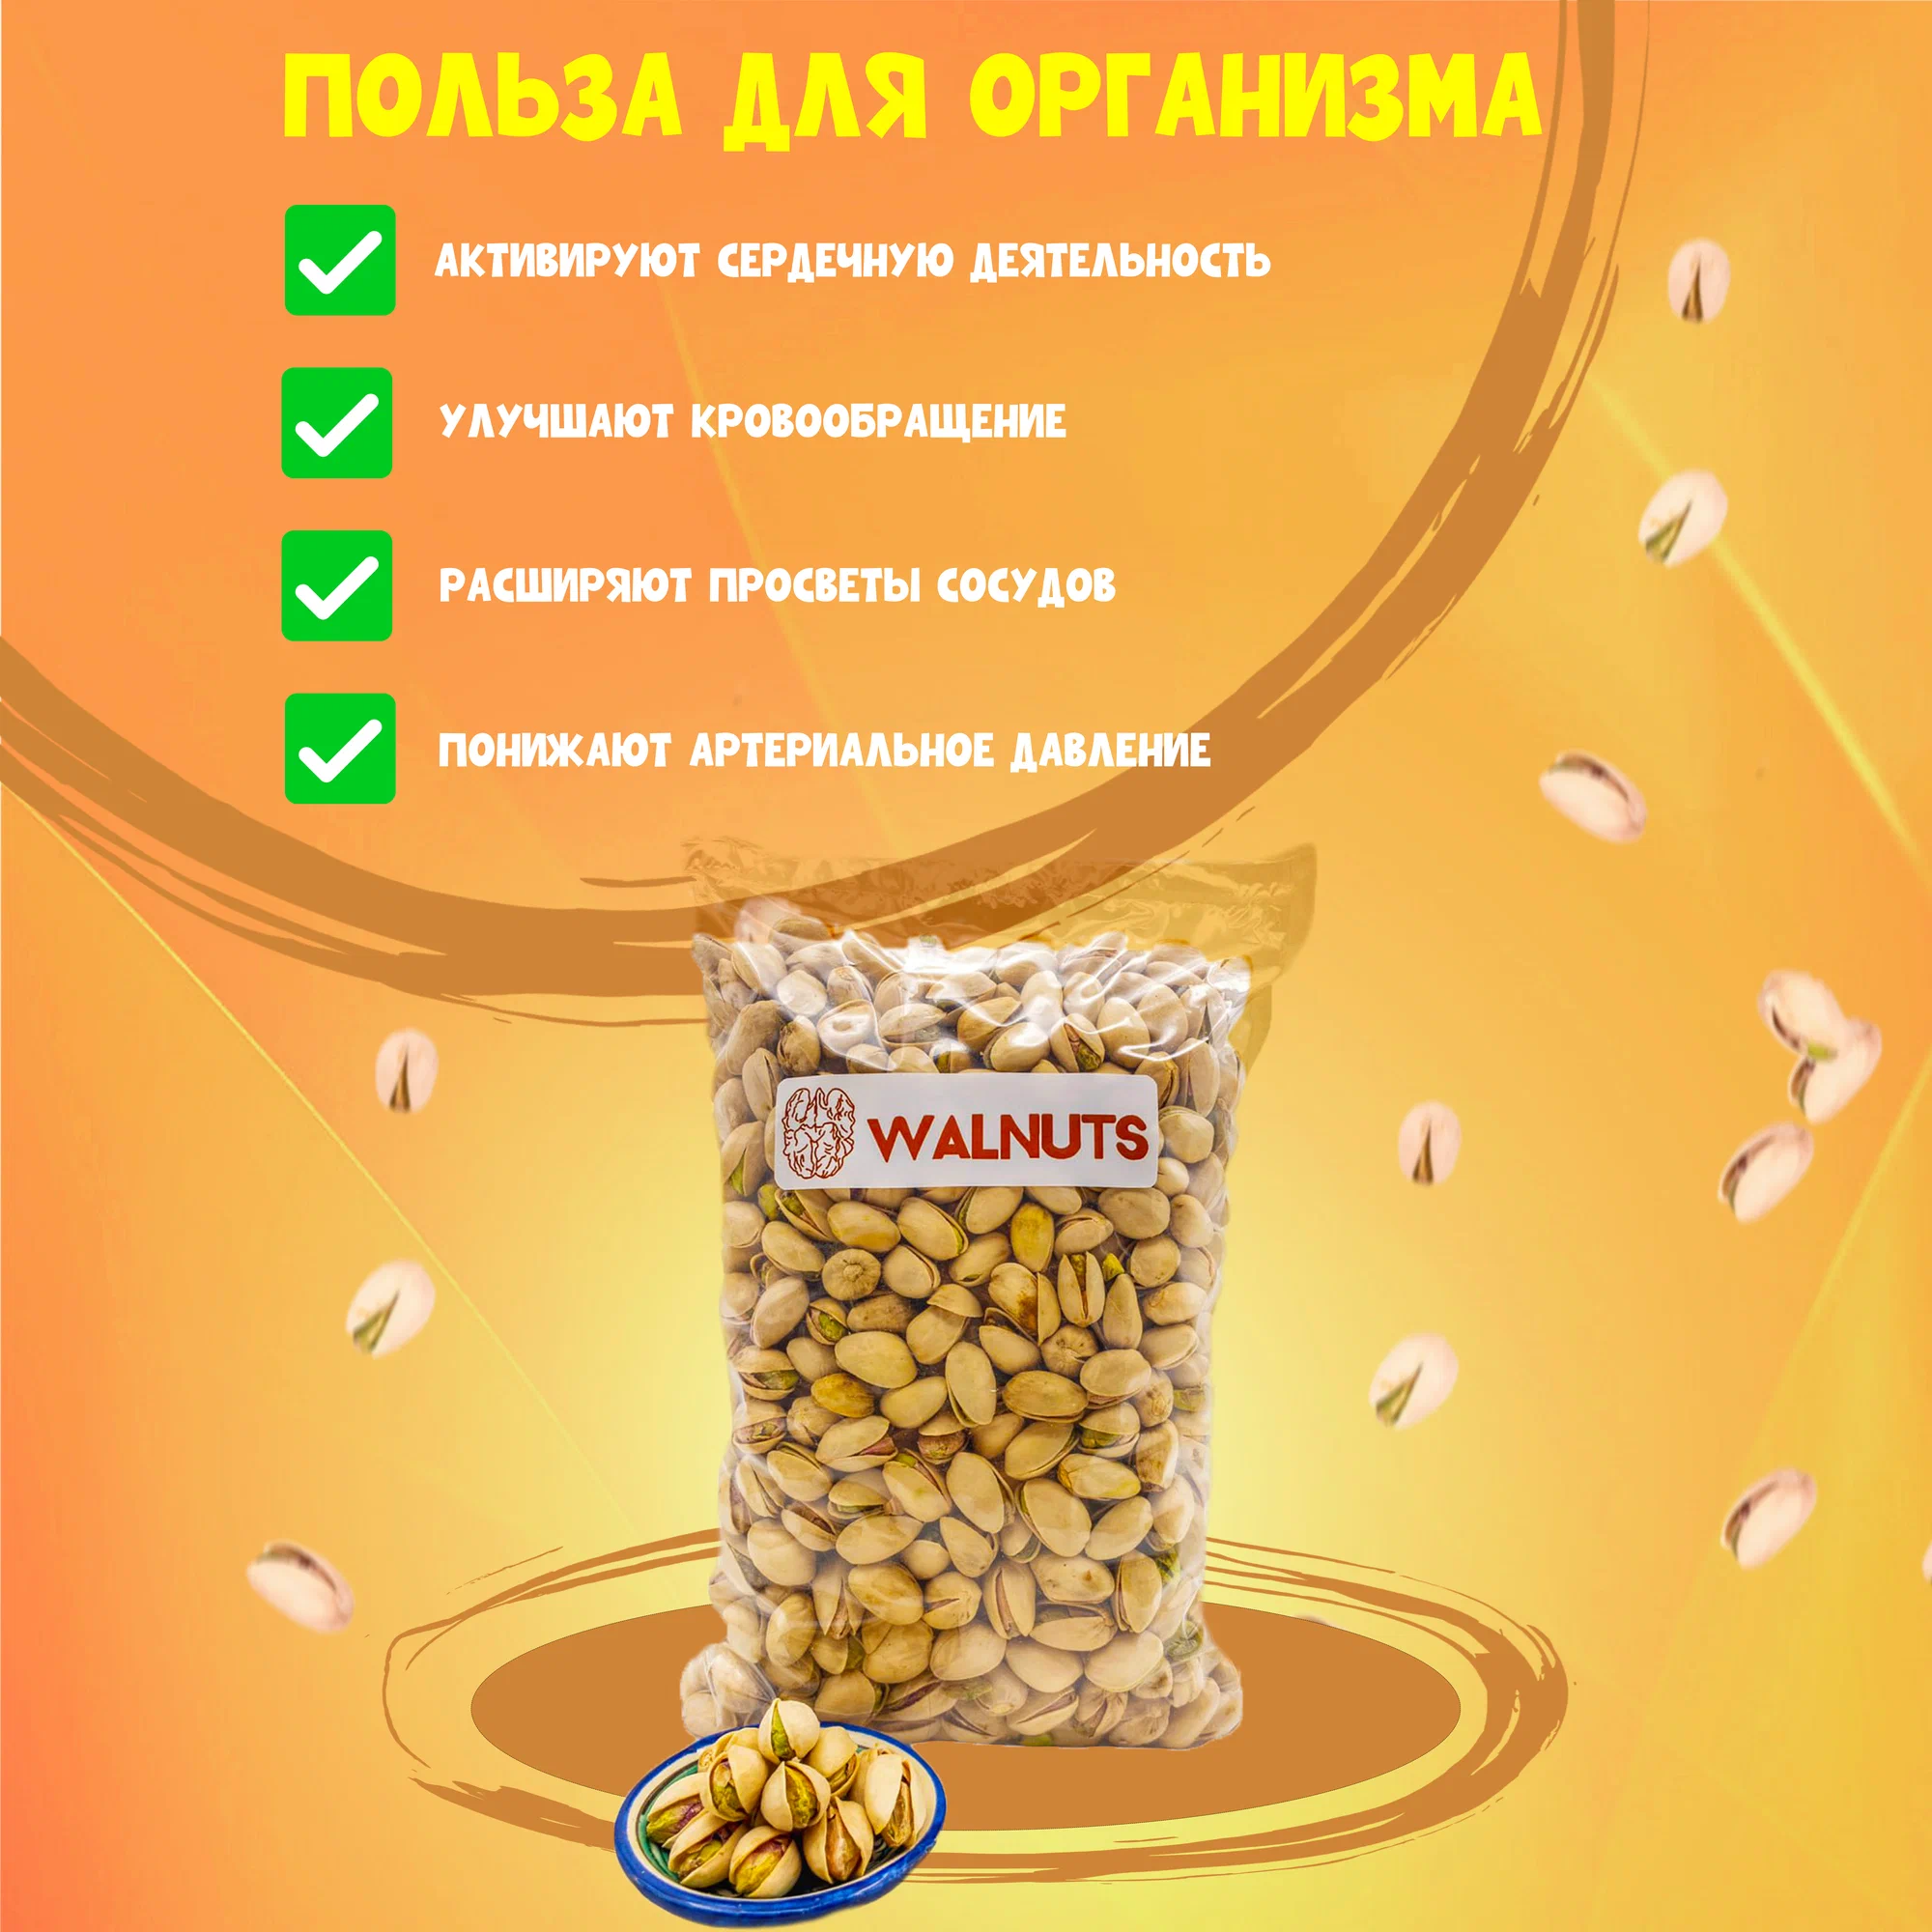 ПОЛЬЗА ДЛЯ ОРГАНИЗМА
АКТИВИРУЮТ СЕРДЕЧНУЮ ДЕЯТЕЛЬНОСТЬ
УЛУЧШАЮТ КРОВООБРАЩЕНИЕ
РАСШИРЯЮТ ПРОСВЕТЫ СОСУДОВ
ПОНИЖАЮТ АРТЕРИАЛЬНОЕ ДАВЛЕНИЕ
WALNUTS